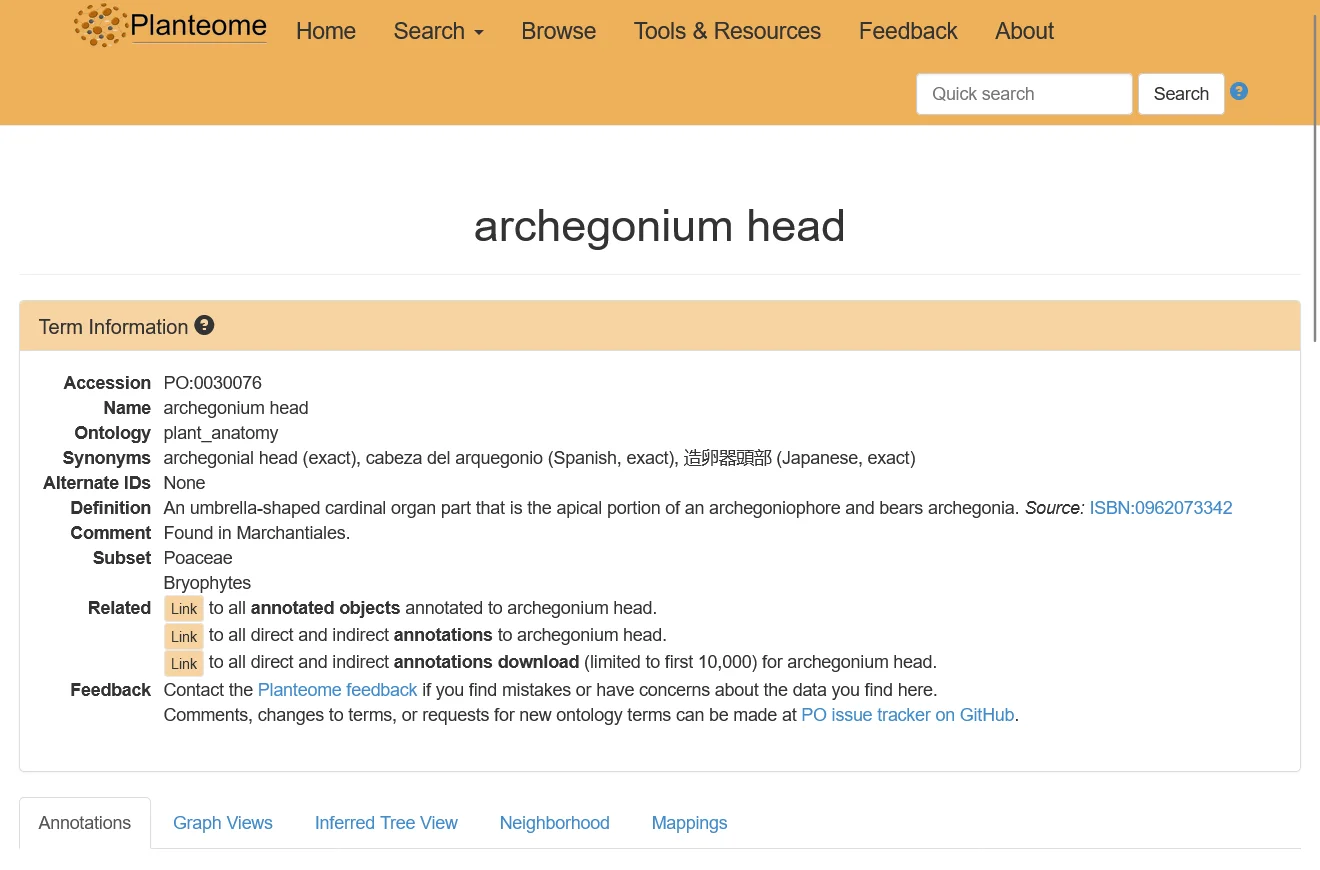 Planteome Home Search Browse Tools & Resources Feedback About
Quick search Search ?
archegonium head
Term Information ?
Accession PO:0030076
Name archegonium head
Ontology plant_anatomy
Synonyms archegonial head (exact), cabeza del arquegonio (Spanish, exact), 造卵器頭部 (Japanese, exact)
Alternate IDs None
Definition An umbrella-shaped cardinal organ part that is the apical portion of an archegoniophore and bears archegonia. Source: ISBN:0962073342
Comment Found in Marchantiales.
Subset Poaceae
Bryophytes
Related Link to all annotated objects annotated to archegonium head.
Link to all direct and indirect annotations to archegonium head.
Link to all direct and indirect annotations download (limited to first 10,000) for archegonium head.
Feedback Contact the Planteome feedback if you find mistakes or have concerns about the data you find here.
Comments, changes to terms, or requests for new ontology terms can be made at PO issue tracker on GitHub.
Annotations Graph Views Inferred Tree View Neighborhood Mappings